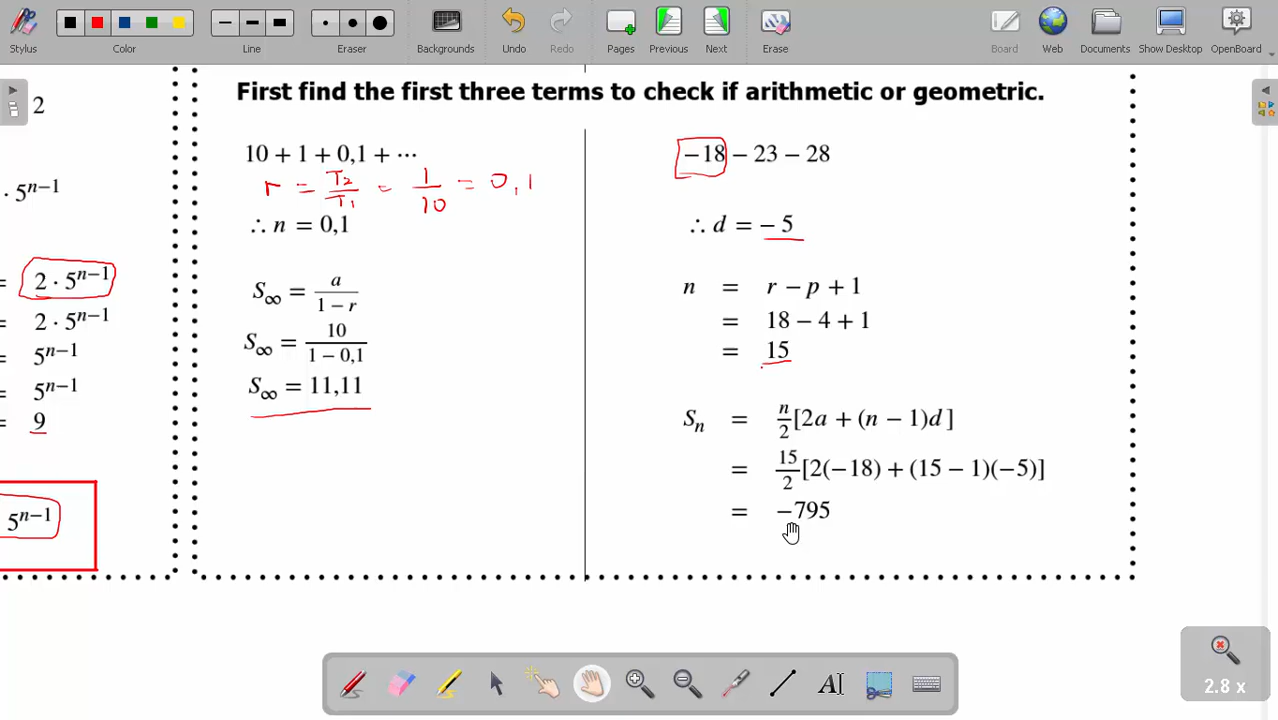 Stylus Color Line Eraser Backgrounds Undo Redo Pages Previous Next Erase Board Web Documents Show Desktop OpenBoard
First find the first three terms to check if arithmetic or geometric.
2
· 5^{n−1}
= 2 · 5^{n−1}
= 2 · 5^{n−1}
= 5^{n−1}
= 5^{n−1}
= 9
5^{n−1}
10 + 1 + 0,1 + ⋯
r = T₂/T₁ = 1/10 = 0,1
∴ n = 0,1
S∞ = a/(1 − r)
S∞ = 10/(1 − 0,1)
S∞ = 11,11
−18 − 23 − 28
∴ d = − 5
n = r − p + 1
= 18 − 4 + 1
= 15
Sₙ = n/2[2a + (n − 1)d]
= 15/2[2(−18) + (15 − 1)(−5)]
= −795
AI
2.8 x